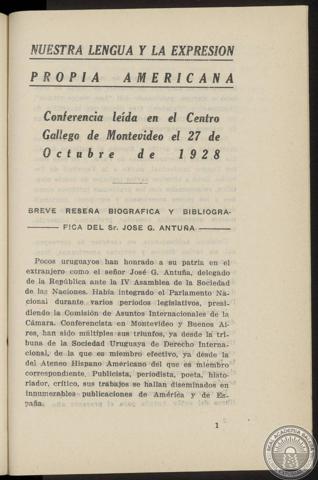 NUESTRA LENGUA Y LA EXPRESION
PROPIA AMERICANA
Conferencia leída en el Centro
Gallego de Montevideo el 27 de
Octubre de 1928
BREVE RESEÑA BIOGRAFICA Y BIBLIOGRA-
FICA DEL Sr. JOSE G. ANTUÑA
Pocos uruguayos han honrado a su patria en el
extranjero como el señor José G. Antuña, delegado
de la República ante la IV Asamblea de la Sociedad
de las Naciones. Había integrado el Parlamento Na-
cional durante varios períodos legislativos, presi-
diendo la Comisión de Asuntos Internacionales de la
Cámara. Conferencista en Montevideo y Buenos Ai-
res, han sido múltiples sus triunfos, ya desde la tri-
buna de la Sociedad Uruguaya de Derecho Interna-
cional, de la que es miembro efectivo, ya desde la
del Ateneo Hispano Americano del que es miembro
correspondiente. Publicista, periodista, poeta, histo-
riador, crítico, sus trabajos se hallan diseminados en
innumerables publicaciones de América y de Es-
paña.
1
REAL ACADEMIA GALEGA